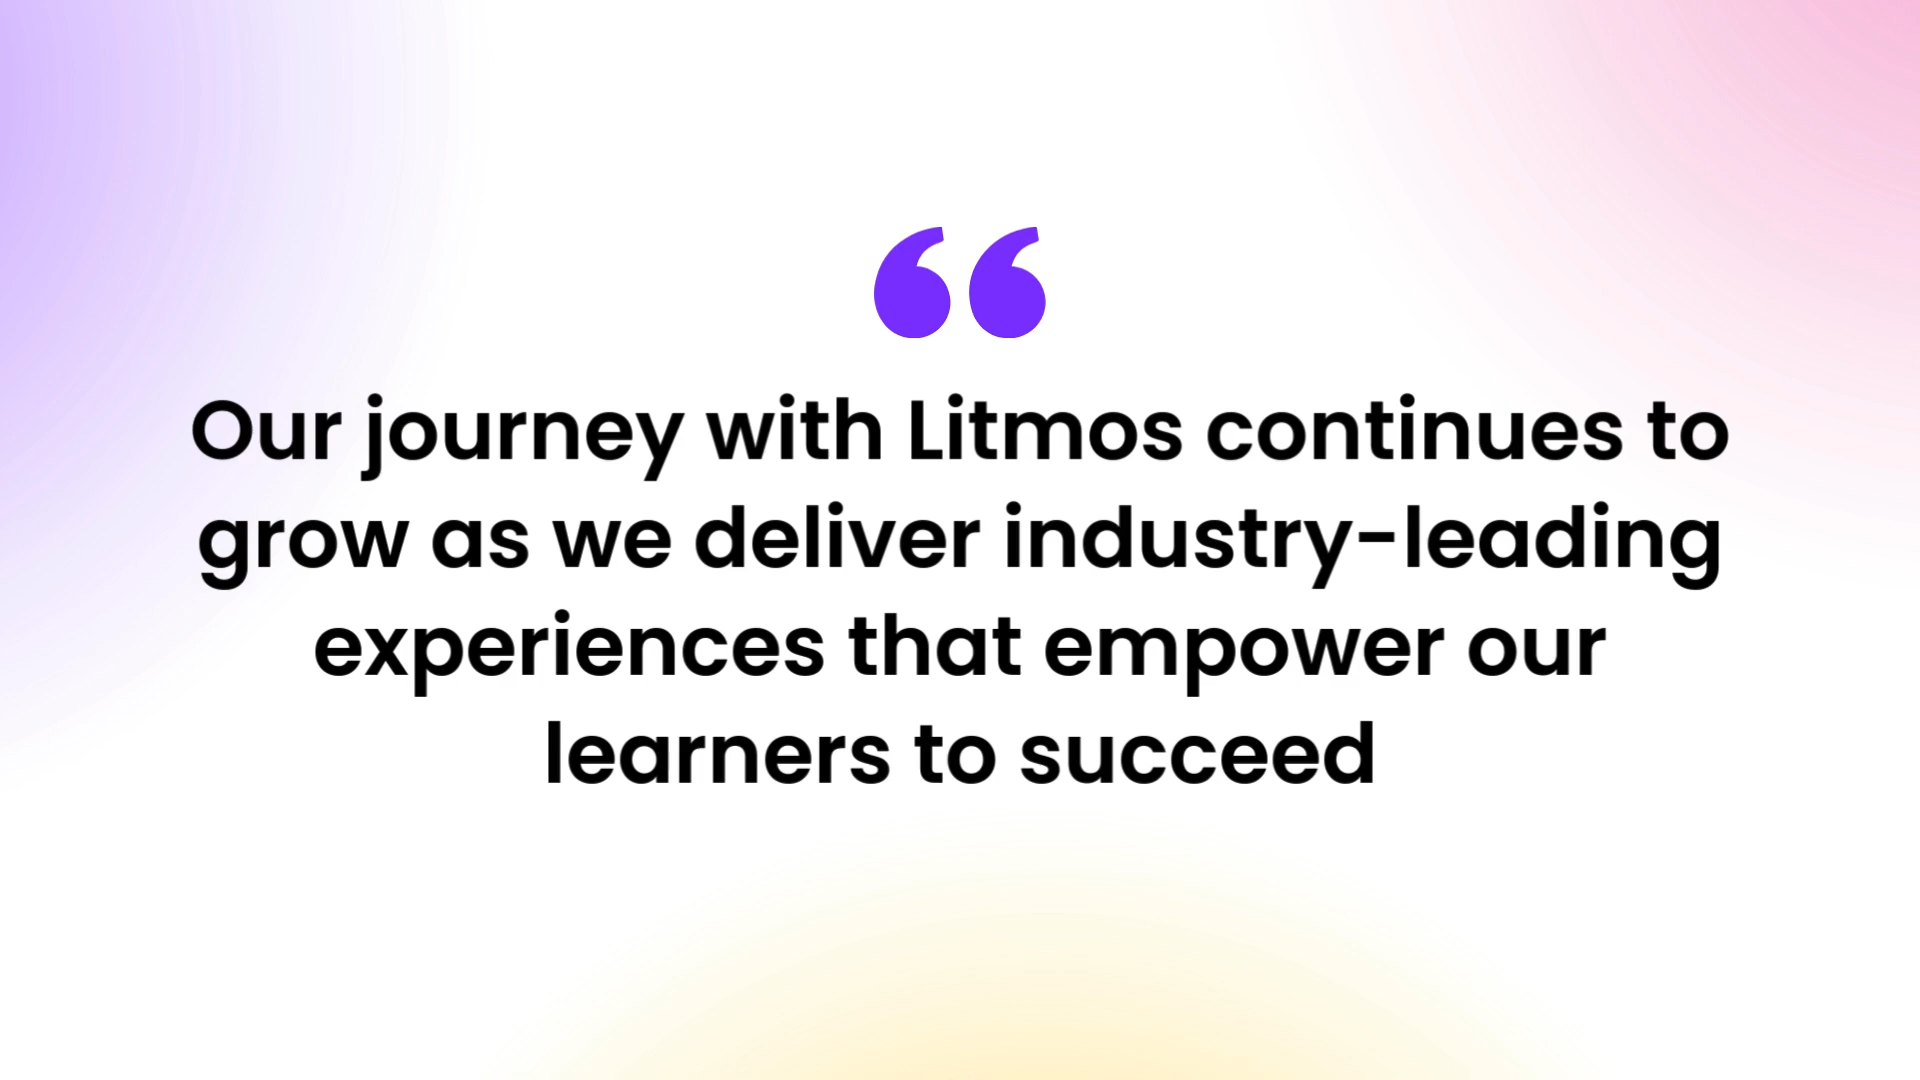 “
Our journey with Litmos continues to
grow as we deliver industry-leading
experiences that empower our
learners to succeed